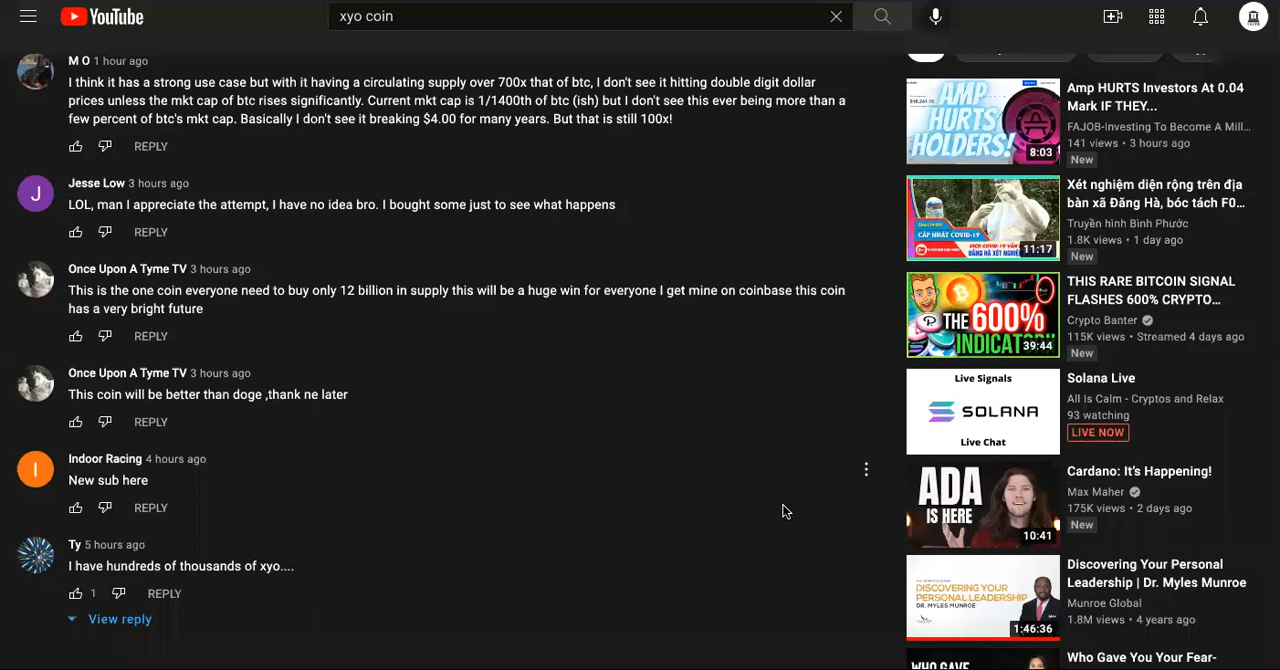 YouTube
xyo coin
M O 1 hour ago
I think it has a strong use case but with it having a circulating supply over 700x that of btc, I don't see it hitting double digit dollar
prices unless the mkt cap of btc rises significantly. Current mkt cap is 1/1400th of btc (ish) but I don't see this ever being more than a
few percent of btc's mkt cap. Basically I don't see it breaking $4.00 for many years. But that is still 100x!
REPLY
J
Jesse Low 3 hours ago
LOL, man I appreciate the attempt, I have no idea bro. I bought some just to see what happens
REPLY
Once Upon A Tyme TV 3 hours ago
This is the one coin everyone need to buy only 12 billion in supply this will be a huge win for everyone I get mine on coinbase this coin
has a very bright future
REPLY
Once Upon A Tyme TV 3 hours ago
This coin will be better than doge ,thank ne later
REPLY
I
Indoor Racing 4 hours ago
New sub here
REPLY
Ty 5 hours ago
I have hundreds of thousands of xyo....
1 REPLY
View reply
AMP
HURTS
HOLDERS!
8:03
Amp HURTS Investors At 0.04
Mark IF THEY...
FAJOB-Investing To Become A Mill...
141 views • 3 hours ago
New
CẬP NHẬT COVID-19
11:17
Xét nghiệm diện rộng trên địa
bàn xã Đăng Hà, bóc tách F0...
Truyền hình Bình Phước
1.8K views • 1 day ago
New
THE 600%
INDICATOR
39:44
THIS RARE BITCOIN SIGNAL
FLASHES 600% CRYPTO...
Crypto Banter
115K views • Streamed 4 days ago
New
Live Signals
SOLANA
Live Chat
Solana Live
All is Calm - Cryptos and Relax
93 watching
LIVE NOW
ADA
IS HERE
10:41
Cardano: It's Happening!
Max Maher
175K views • 2 days ago
New
DISCOVERING YOUR
PERSONAL LEADERSHIP
DR. MYLES MUNROE
1:46:36
Discovering Your Personal
Leadership | Dr. Myles Munroe
Munroe Global
1.8M views • 4 years ago
WHO GAVE
Who Gave You Your Fear-